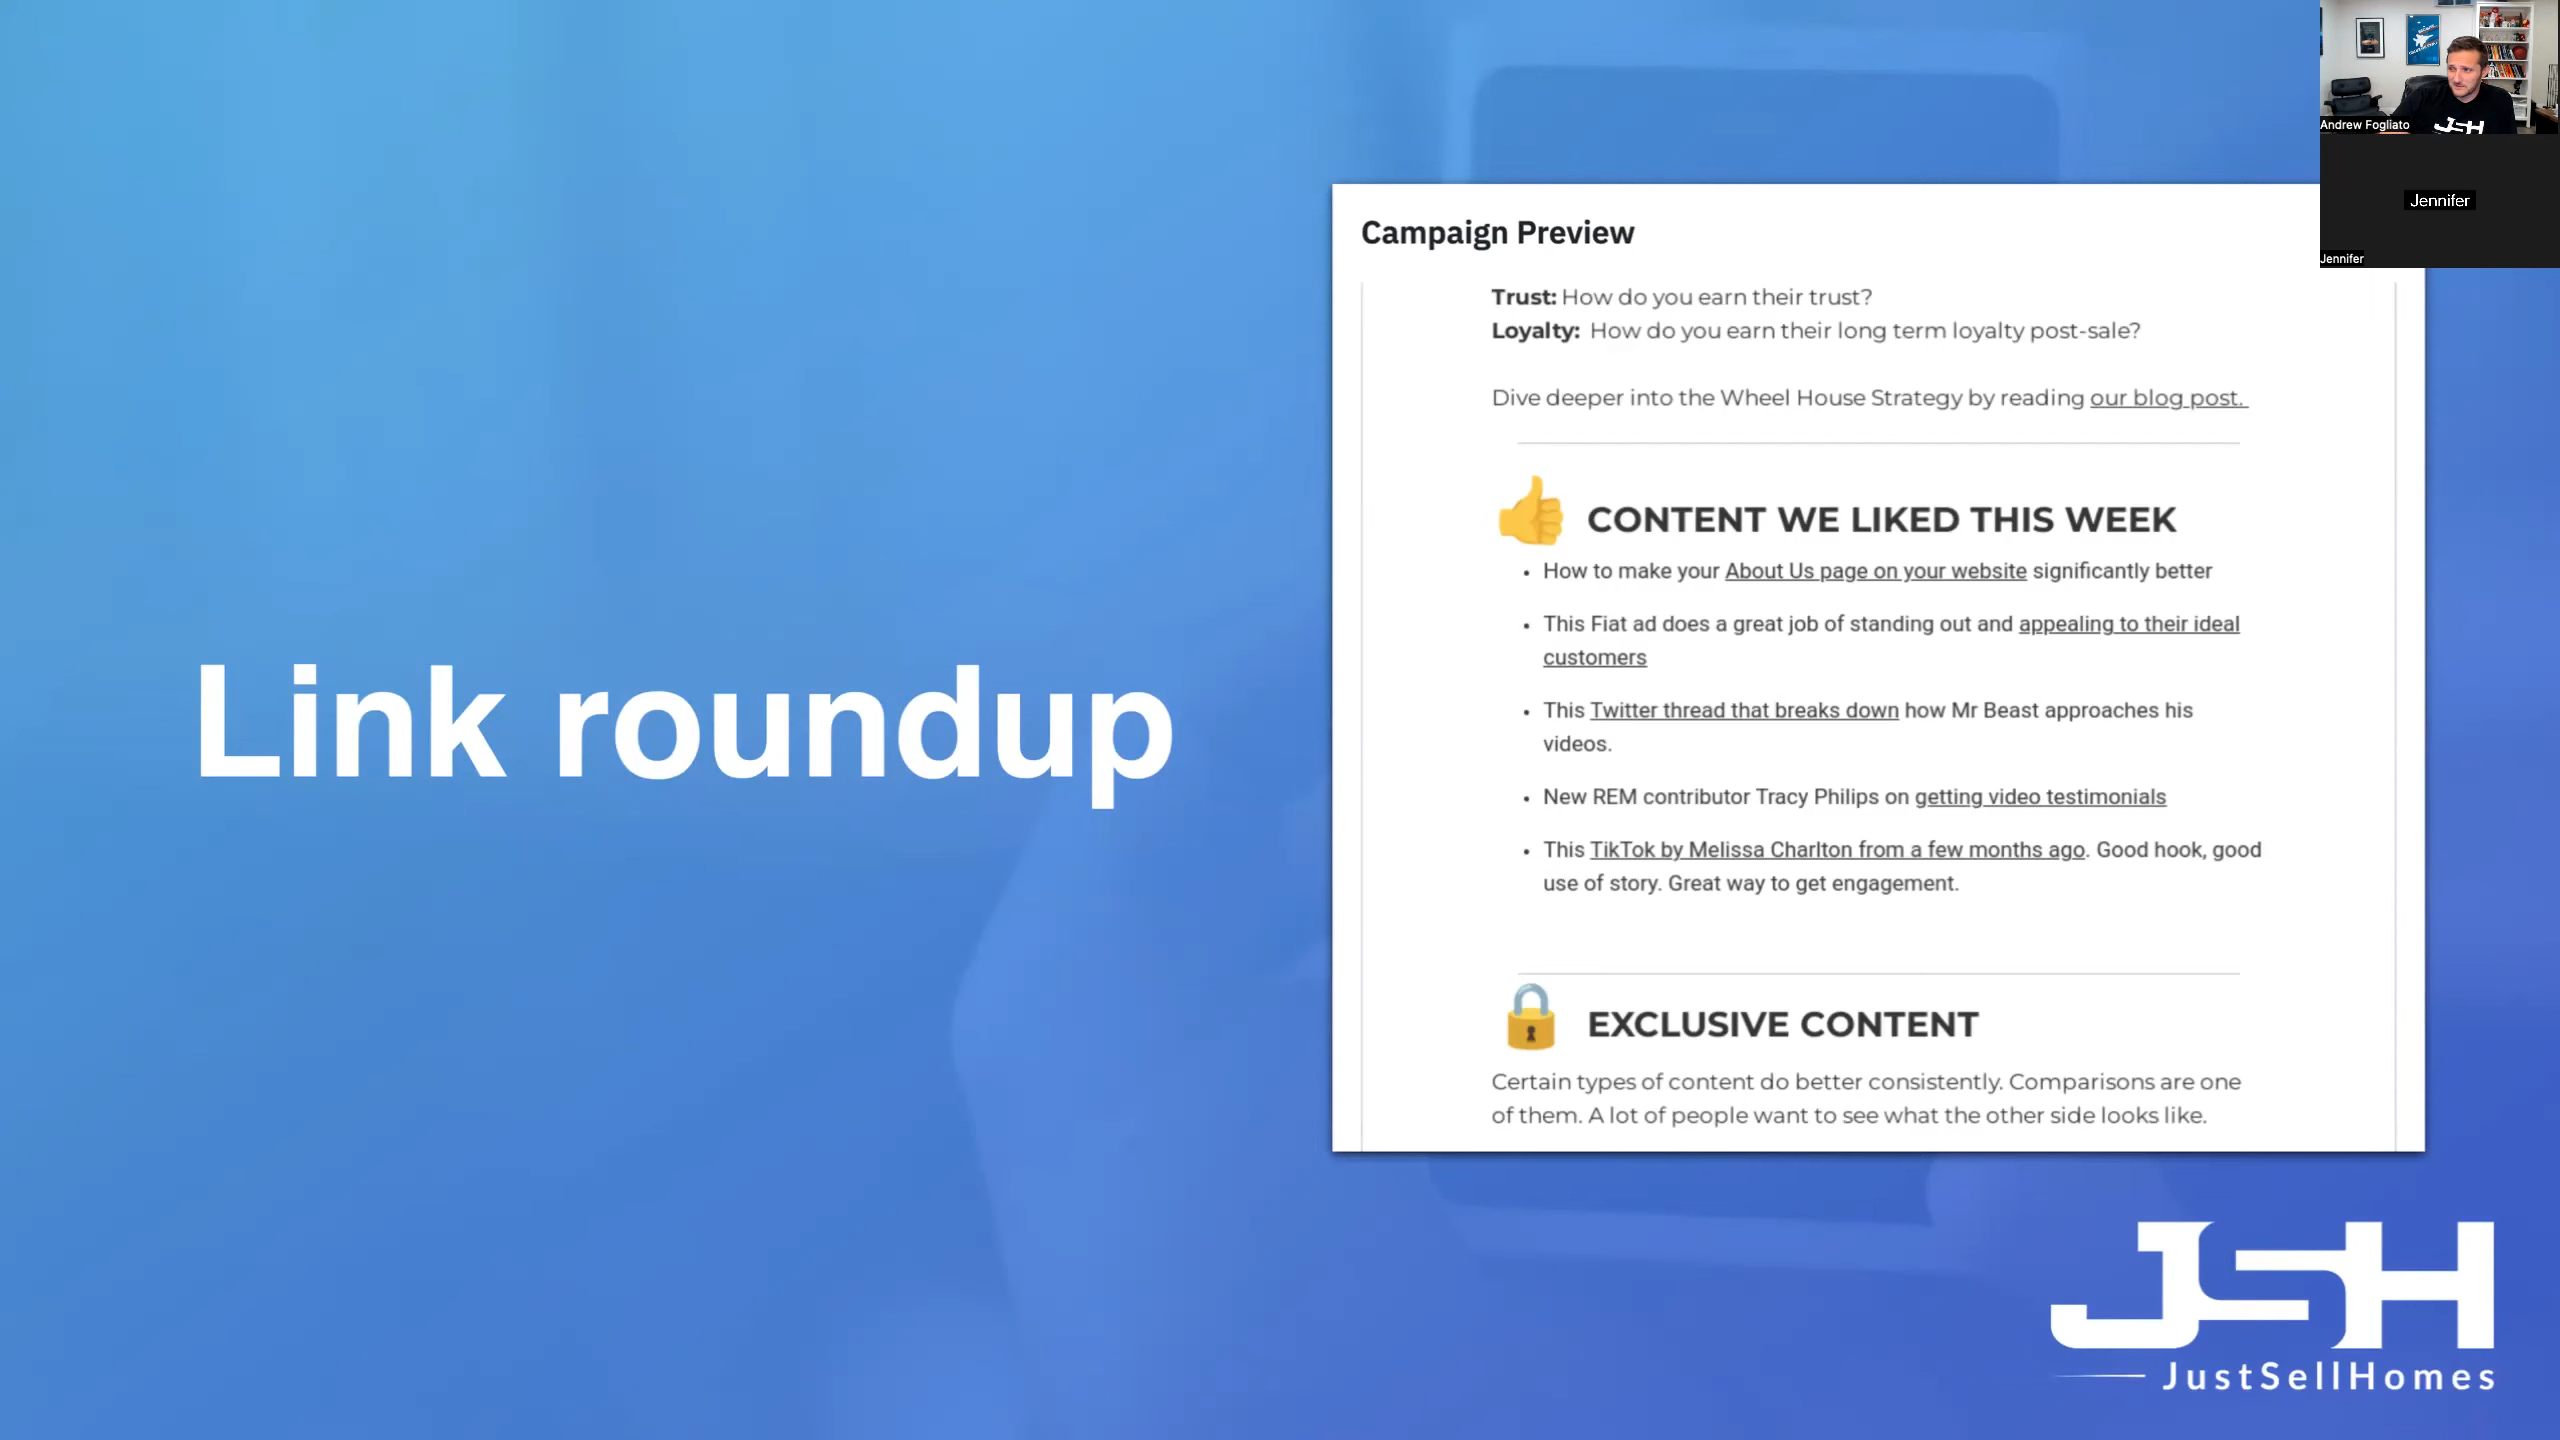 Link roundup
Campaign Preview
Trust: How do you earn their trust?
Loyalty: How do you earn their long term loyalty post-sale?
Dive deeper into the Wheel House Strategy by reading our blog post.
CONTENT WE LIKED THIS WEEK
• How to make your About Us page on your website significantly better
• This Fiat ad does a great job of standing out and appealing to their ideal
customers
• This Twitter thread that breaks down how Mr Beast approaches his
videos.
• New REM contributor Tracy Philips on getting video testimonials
• This TikTok by Melissa Charlton from a few months ago. Good hook, good
use of story. Great way to get engagement.
EXCLUSIVE CONTENT
Certain types of content do better consistently. Comparisons are one
of them. A lot of people want to see what the other side looks like.
JSH
Andrew Fogliato
Jennifer
Jennifer
JSH
JustSellHomes